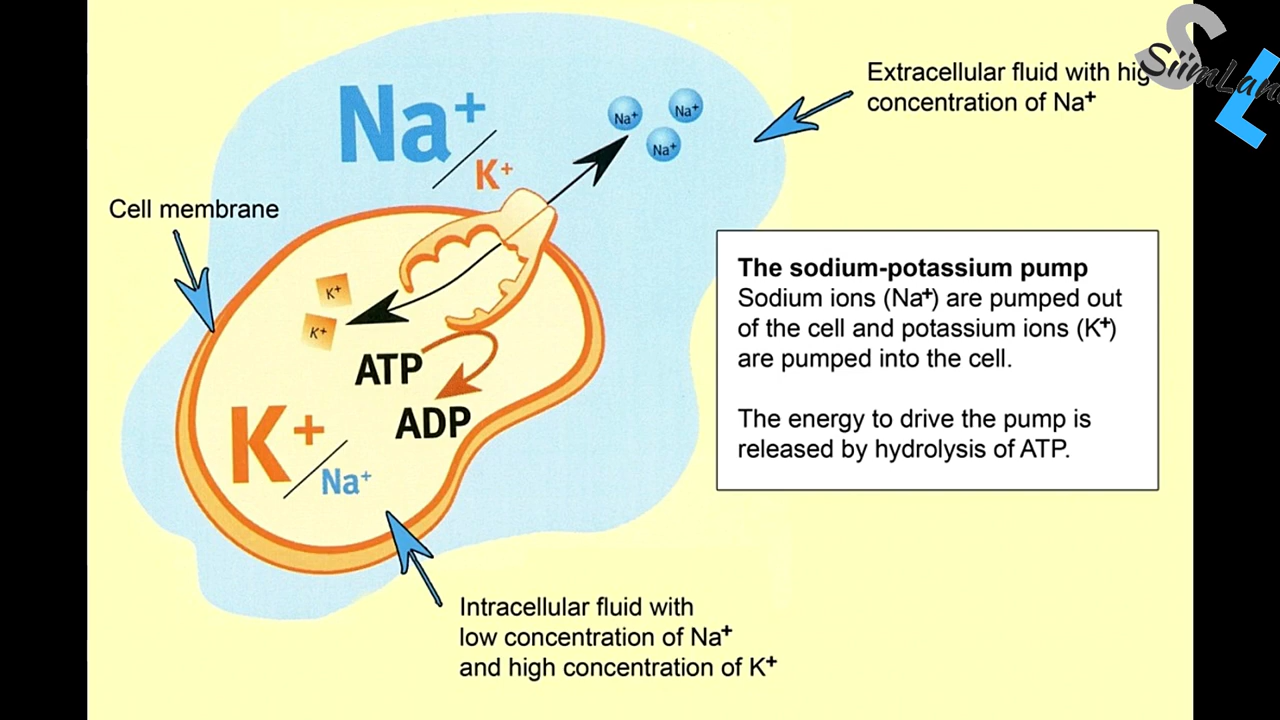 Extracellular fluid with hig
concentration of Na+
SiimLan
SL
Na+
K+
Na+
Na+
Na+
Cell membrane
K+
K+
ATP
ADP
K+
Na+
The sodium-potassium pump
Sodium ions (Na+) are pumped out
of the cell and potassium ions (K+)
are pumped into the cell.
The energy to drive the pump is
released by hydrolysis of ATP.
Intracellular fluid with
low concentration of Na+
and high concentration of K+